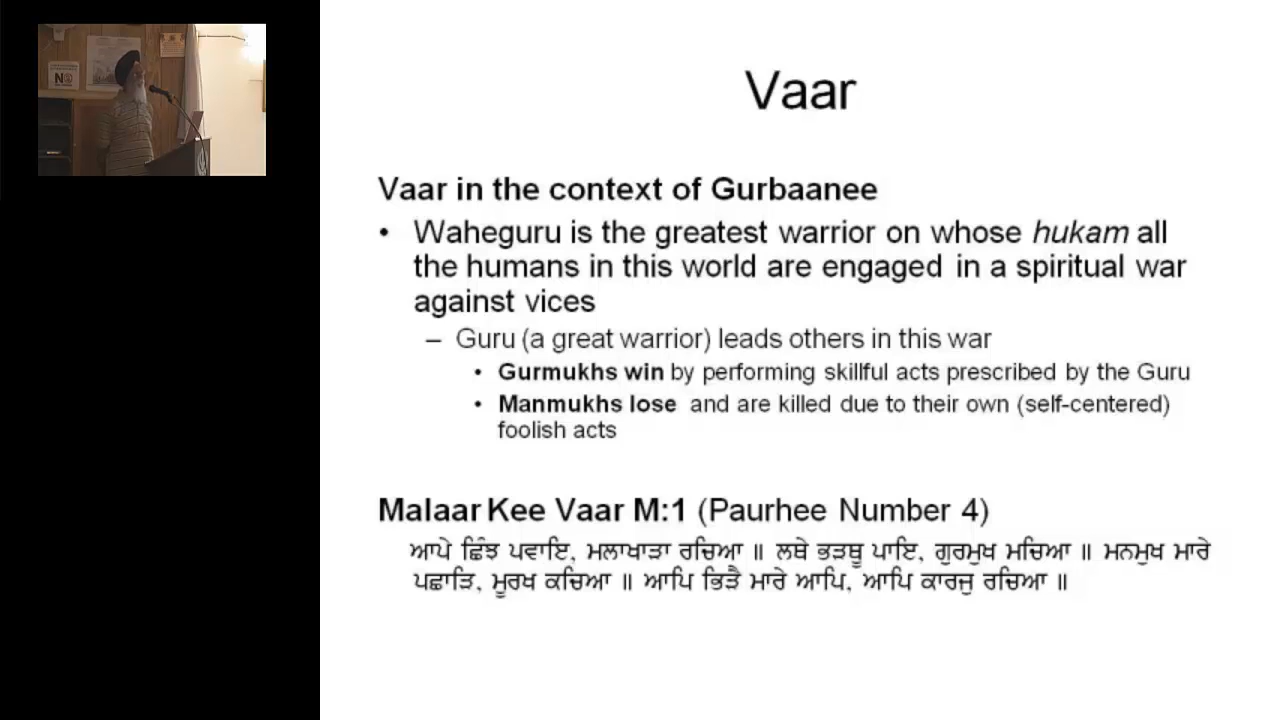 Vaar
Vaar in the context of Gurbaanee
• Waheguru is the greatest warrior on whose hukam all
the humans in this world are engaged in a spiritual war
against vices
– Guru (a great warrior) leads others in this war
• Gurmukhs win by performing skillful acts prescribed by the Guru
• Manmukhs lose and are killed due to their own (self-centered)
foolish acts
Malaar Kee Vaar M:1 (Paurhee Number 4)
ਆਪੇ ਛਿੰਝ ਪਵਾਇ, ਮਲਾਖਾੜਾ ਰਚਿਆ ॥ ਲਥੇ ਭੜਥੂ ਪਾਇ, ਗੁਰਮੁਖ ਮਚਿਆ ॥ ਮਨਮੁਖ ਮਾਰੇ
ਪਛਾੜਿ, ਮੂਰਖ ਕਚਿਆ ॥ ਆਪਿ ਭਿੜੈ ਮਾਰੇ ਆਪਿ, ਆਪਿ ਕਾਰਜੁ ਰਚਿਆ ॥
NO